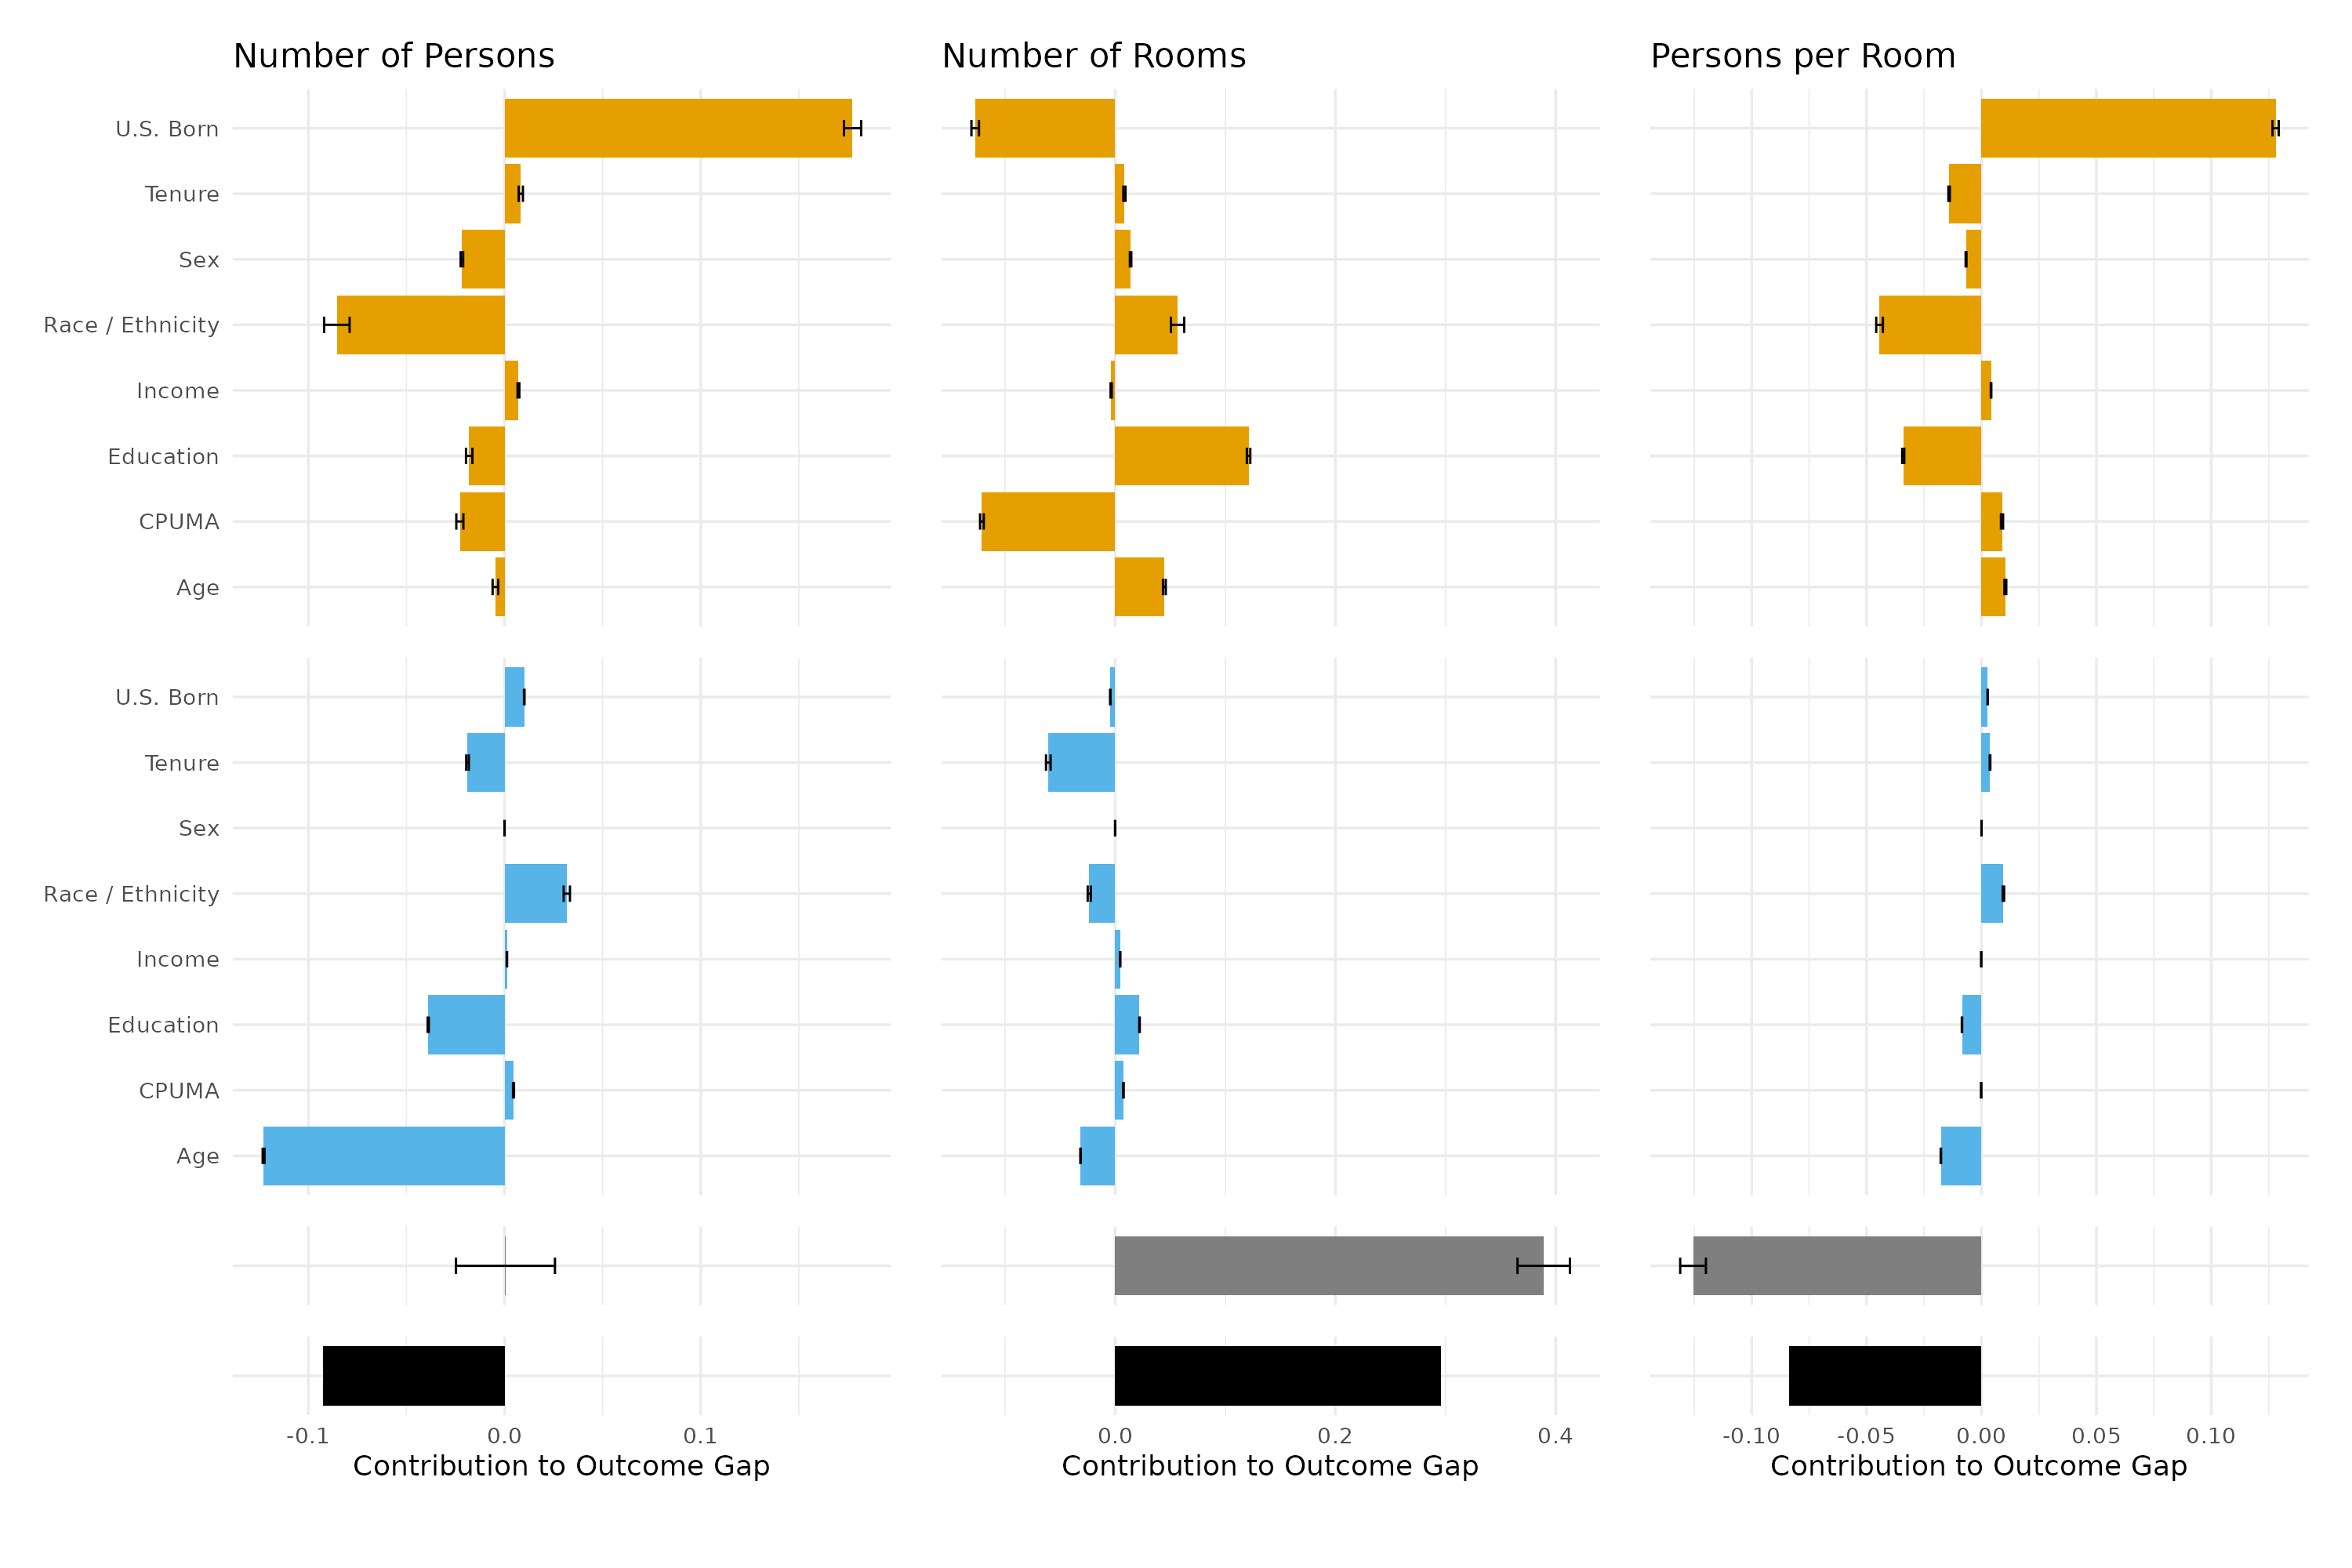 Number of Persons
Number of Rooms
Persons per Room
U.S. Born
Tenure
Sex
Race / Ethnicity
Income
Education
CPUMA
Age
U.S. Born
Tenure
Sex
Race / Ethnicity
Income
Education
CPUMA
Age
-0.1 0.0 0.1
0.0 0.2 0.4
-0.10 -0.05 0.00 0.05 0.10
Contribution to Outcome Gap
Contribution to Outcome Gap
Contribution to Outcome Gap